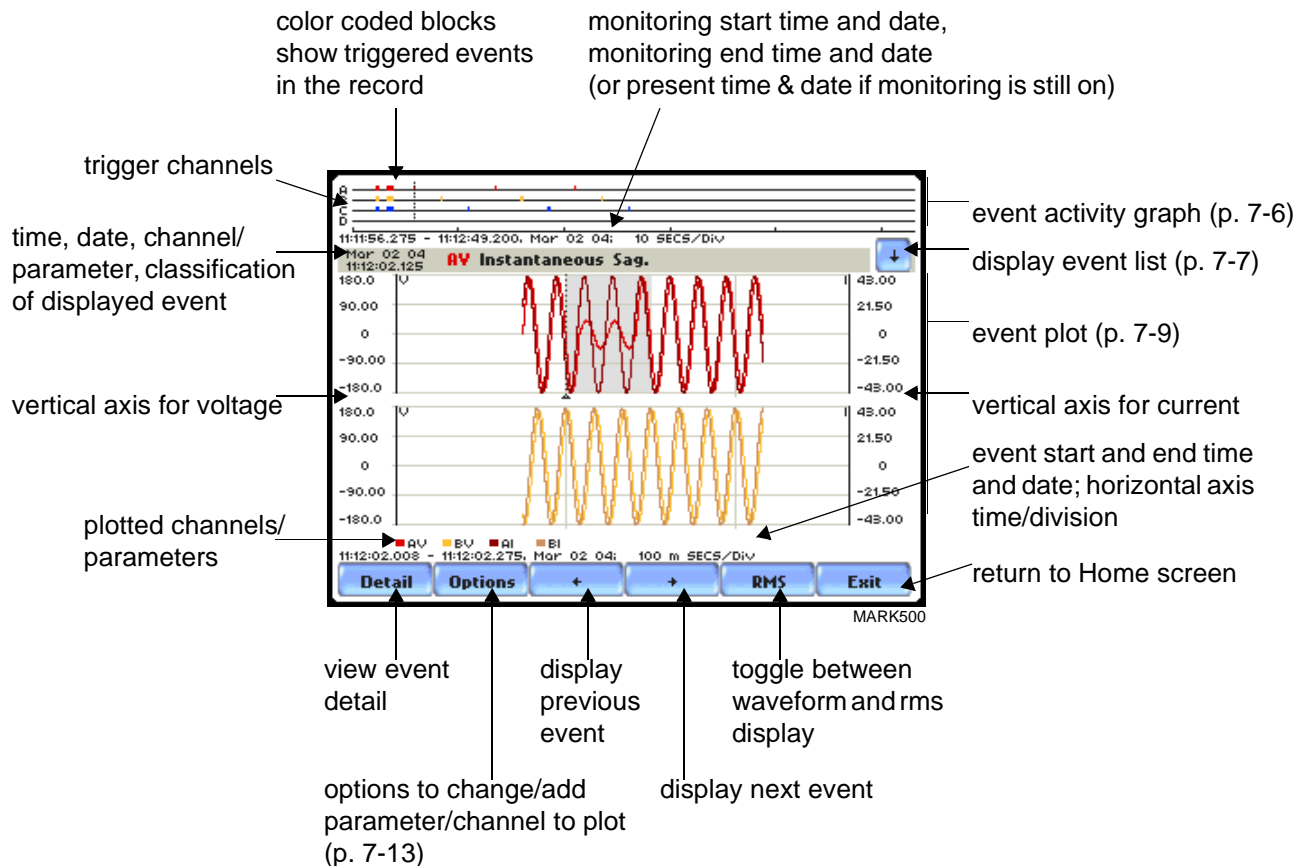 color coded blocks
show triggered events
in the record
monitoring start time and date,
monitoring end time and date
(or present time & date if monitoring is still on)
trigger channels
time, date, channel/
parameter, classification
of displayed event
vertical axis for voltage
plotted channels/
parameters
A
B
C
D
11:11:56.275 - 11:12:49.200, Mar 02 04; 10 SECS/Div
Mar 02 04
11:12:02.125
AV Instantaneous Sag.
180.0 V I 43.00
90.00 21.50
0 0
-90.00 -21.50
-180.0 -43.00
180.0 V I 43.00
90.00 21.50
0 0
-90.00 -21.50
-180.0 -43.00
AV BV AI BI
11:12:02.008 - 11:12:02.275, Mar 02 04; 100 m SECS/Div
Detail Options ← → RMS Exit
MARK500
event activity graph (p. 7-6)
display event list (p. 7-7)
event plot (p. 7-9)
vertical axis for current
event start and end time
and date; horizontal axis
time/division
return to Home screen
view event
detail
display
previous
event
toggle between
waveform and rms
display
options to change/add
parameter/channel to plot
(p. 7-13)
display next event